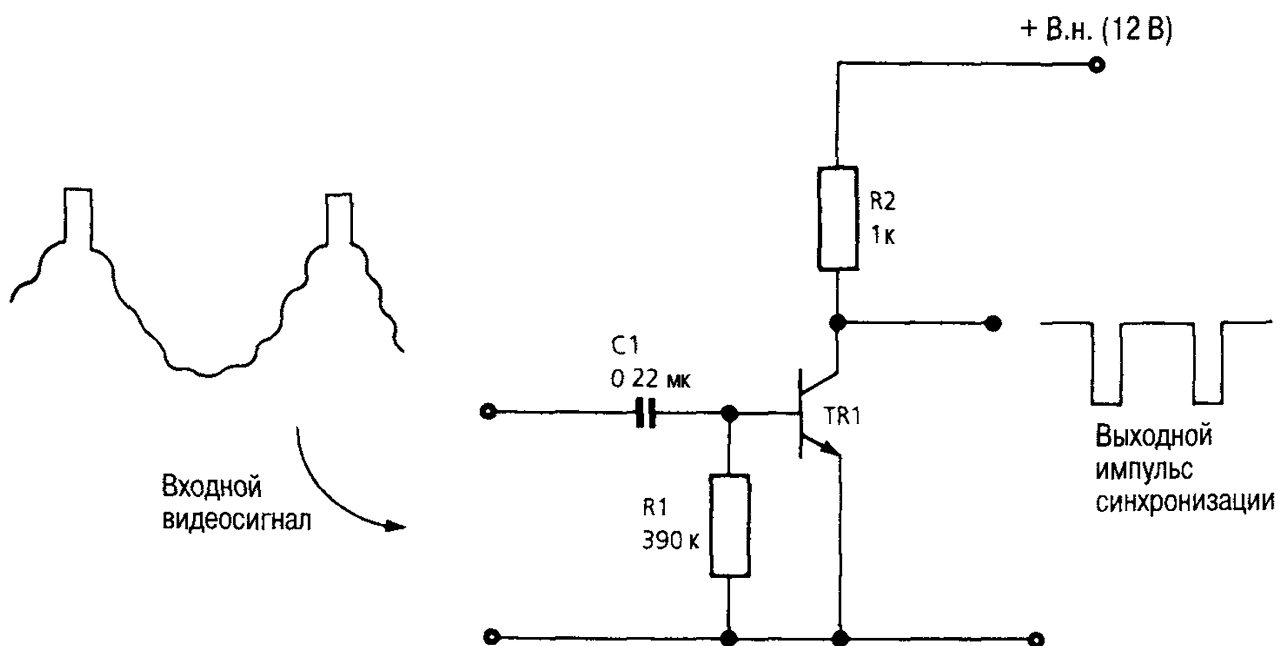 + В.н. (12 В)
R2
1к
C1
0 22 мк
TR1
Входной
видеосигнал
R1
390 к
Выходной
импульс
синхронизации